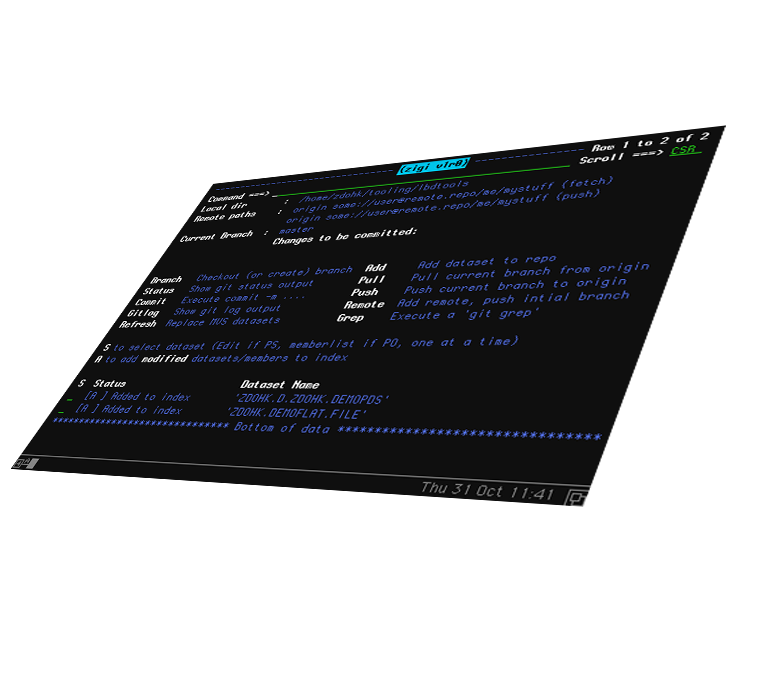 (zigi v1r0) Row 1 to 2 of 2
Command ===> Scroll ===> CSR
Local dir : /home/zdohk/tooling/lbdtools
Remote paths : origin some://user@remote.repo/me/mystuff (fetch)
origin some://user@remote.repo/me/mystuff (push)
Current Branch : master
Changes to be committed:
Branch Checkout (or create) branch Add Add dataset to repo
Status Show git status output Pull Pull current branch from origin
Commit Execute commit -m .... Push Push current branch to origin
Gitlog Show git log output Remote Add remote, push intial branch
Refresh Replace MVS datasets Grep Execute a 'git grep'
S to select dataset (Edit if PS, memberlist if PO, one at a time)
A to add modified datasets/members to index
S Status Dataset Name
_ [A ] Added to index 'ZDOHK.D.ZDOHK.DEMOPDS'
_ [A ] Added to index 'ZDOHK.DEMOFLAT.FILE'
****************************** Bottom of data ********************************
Thu 31 Oct 11:41